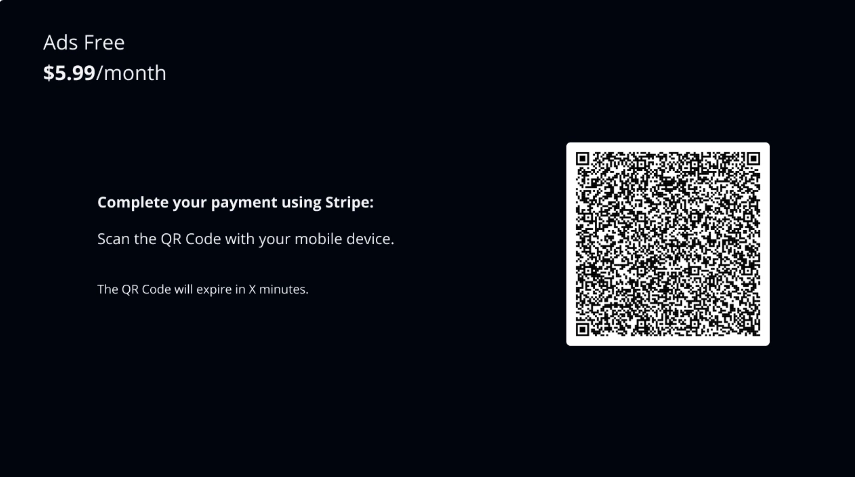 Ads Free
$5.99/month
Complete your payment using Stripe:
Scan the QR Code with your mobile device.
The QR Code will expire in X minutes.